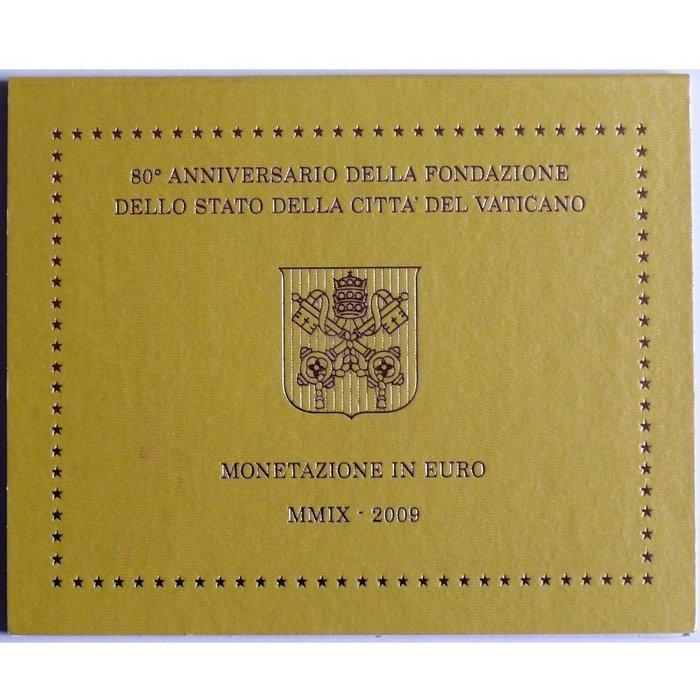 80° ANNIVERSARIO DELLA FONDAZIONE
DELLO STATO DELLA CITTA' DEL VATICANO
MONETAZIONE IN EURO
MMIX - 2009